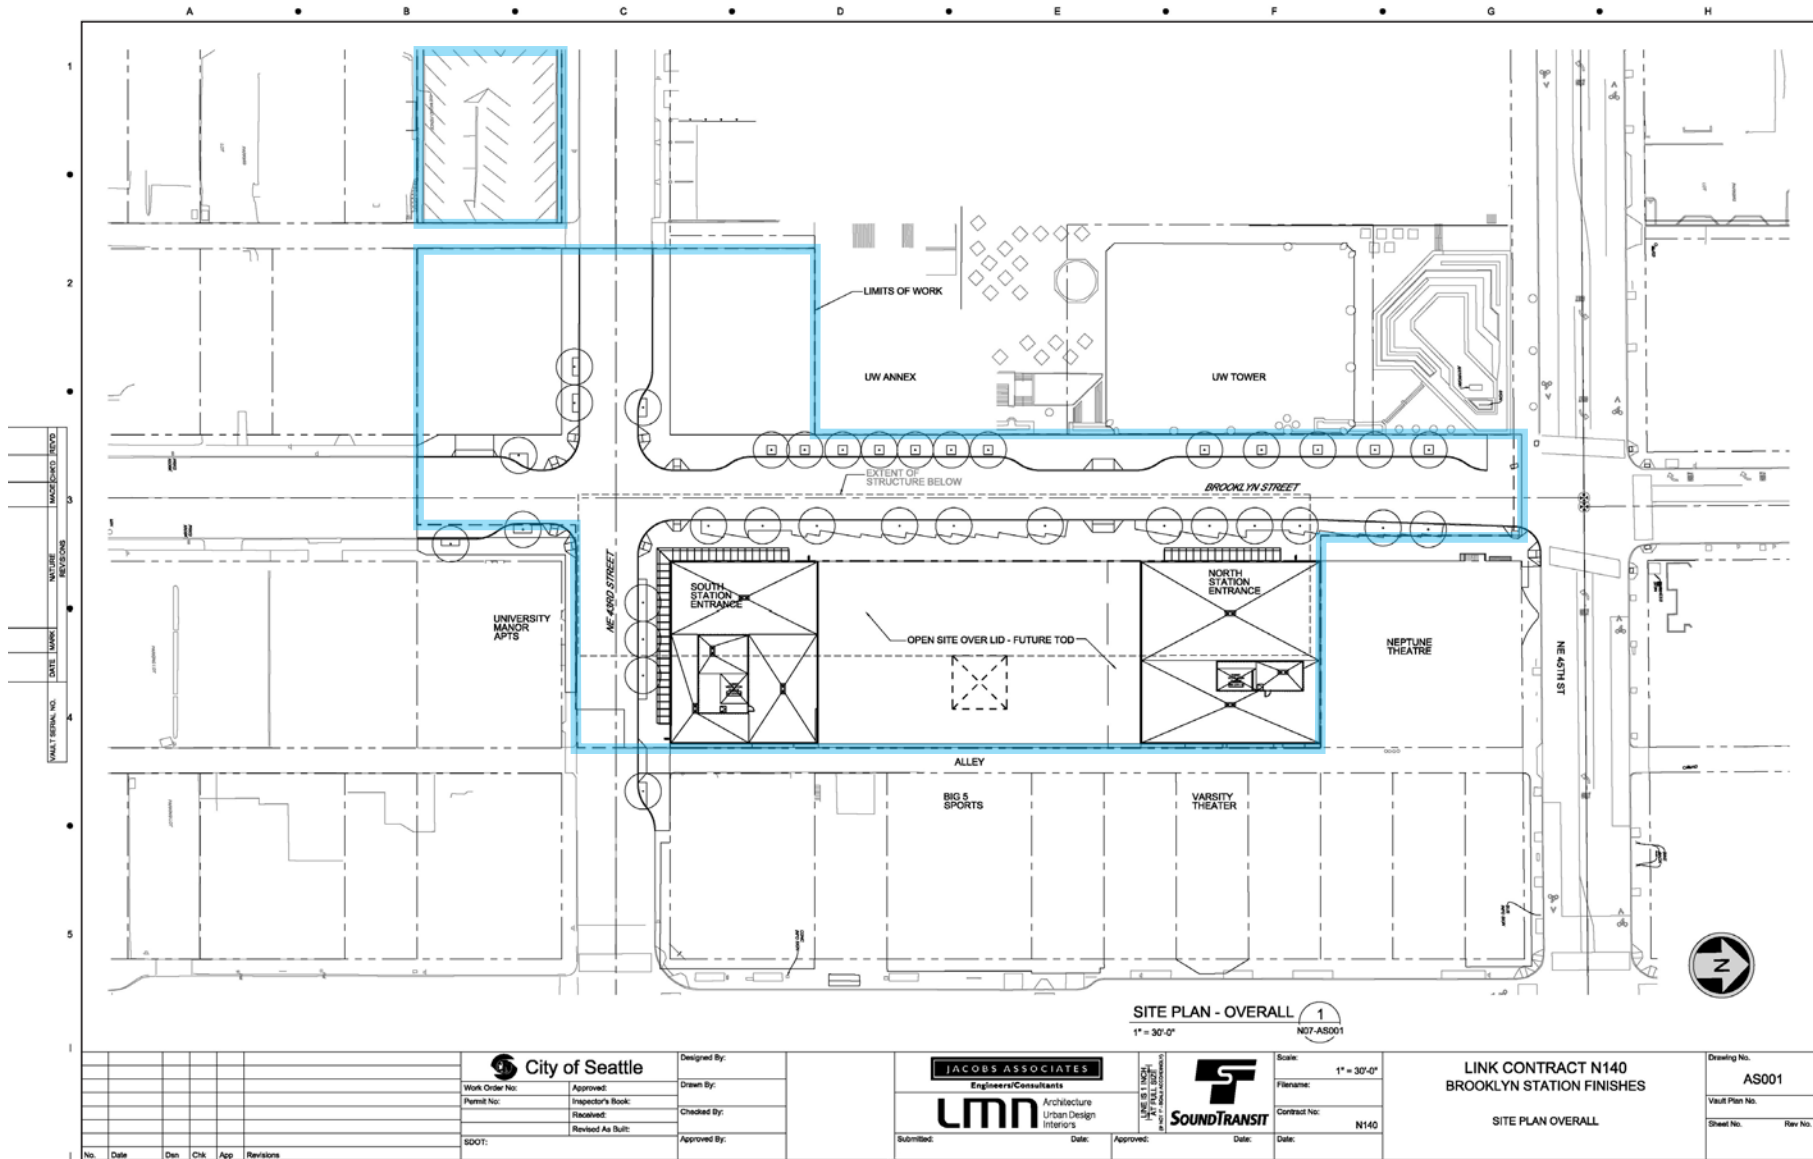 A B C D E F G H
1
2
3
4
5
LIMITS OF WORK
UW ANNEX
UW TOWER
EXTENT OF
STRUCTURE BELOW
BROOKLYN STREET
NE 43RD STREET
SOUTH
STATION
ENTRANCE
NORTH
STATION
ENTRANCE
UNIVERSITY
MANOR
APTS
OPEN SITE OVER LID - FUTURE TOD
NEPTUNE
THEATRE
NE 45TH ST
ALLEY
BIG 5
SPORTS
VARSITY
THEATER
N
SITE PLAN - OVERALL
1
1" = 30'-0"
N07-AS001
REV'D
CHK'D
MADE
NATURE
REVISIONS
MARK
DATE
VAULT SERIAL NO.
No. Date Dsn Chk App Revisions
City of Seattle
Work Order No: Approved:
Permit No: Inspector's Book:
Received:
Revised As Built:
SDOT:
Designed By:
Drawn By:
Checked By:
Approved By:
JACOBS ASSOCIATES
Engineers/Consultants
LMN
Architecture
Urban Design
Interiors
Submitted: Date:
LINE IS 1 INCH
AT FULL SIZE
SOUNDTRANSIT
Approved: Date:
Scale:
1" = 30'-0"
Filename:
Contract No:
N140
Date:
LINK CONTRACT N140
BROOKLYN STATION FINISHES
SITE PLAN OVERALL
Drawing No.
AS001
Vault Plan No.
Sheet No. Rev No.